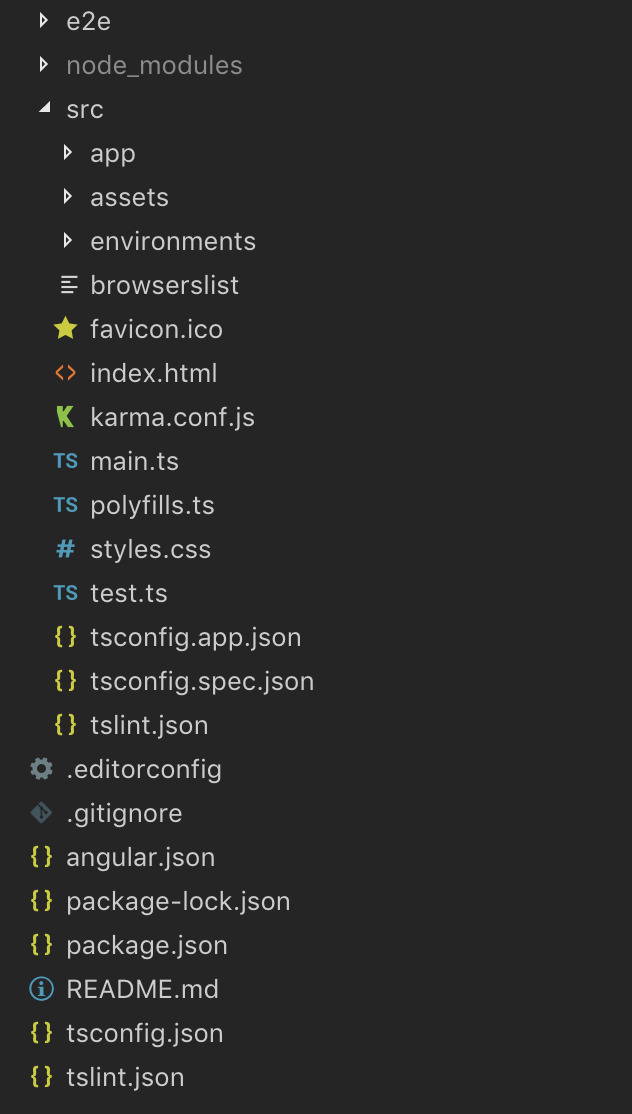 e2e
node_modules
src
app
assets
environments
browserslist
favicon.ico
index.html
karma.conf.js
TS main.ts
TS polyfills.ts
# styles.css
TS test.ts
{} tsconfig.app.json
{} tsconfig.spec.json
{} tslint.json
.editorconfig
.gitignore
{} angular.json
{} package-lock.json
{} package.json
README.md
{} tsconfig.json
{} tslint.json